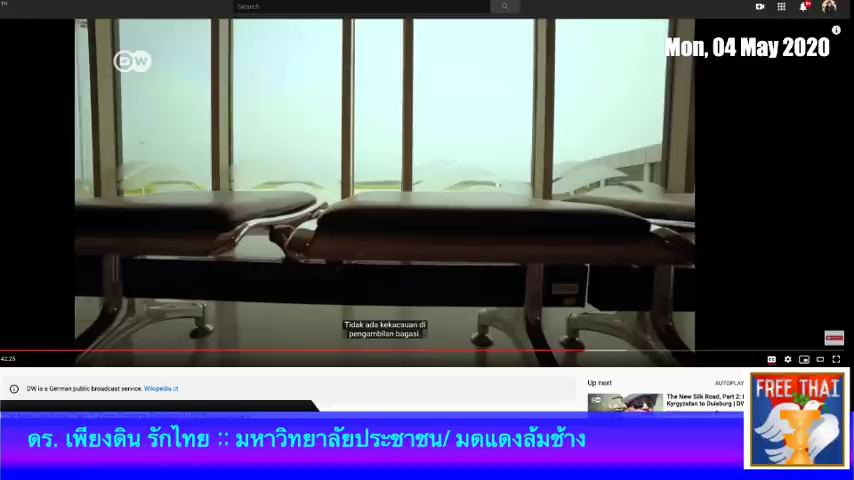 EN
Search
DW
Mon, 04 May 2020
Tidak ada kekacauan di
pengambilan bagasi.
42:25
DW is a German public broadcast service. Wikipedia
Up next
AUTOPLAY
The New Silk Road, Part 2:
Kyrgyzstan to Duisburg | DW
FREE THAI
ดร. เพียงดิน รักไทย :: มหาวิทยาลัยประชาชน/ มดแดงล้มช้าง